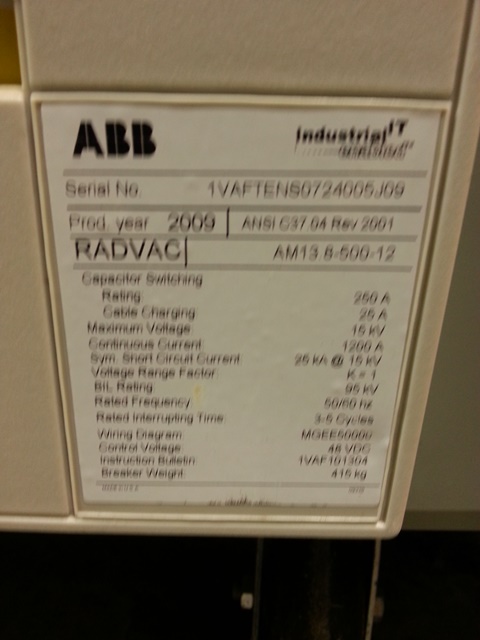 ABB
Industrial IT
Serial No. 1VAFTENS0724005J09
Prod. year 2009 ANSI C37.04 Rev 2001
RADVAC AM13.8-500-12
Capacitor Switching
Rating: 250 A
Cable Charging: 25 A
Maximum Voltage: 15 kV
Continuous Current: 1200 A
Sym. Short Circuit Current: 25 kA @ 15 kV
Voltage Range Factor: K = 1
BIL Rating: 95 kV
Rated Frequency: 50/60 hz
Rated Interrupting Time: 3-5 Cycles
Wiring Diagram: MGEE50000
Control Voltage: 48 VDC
Instruction Bulletin: 1VAF101304
Breaker Weight: 415 kg